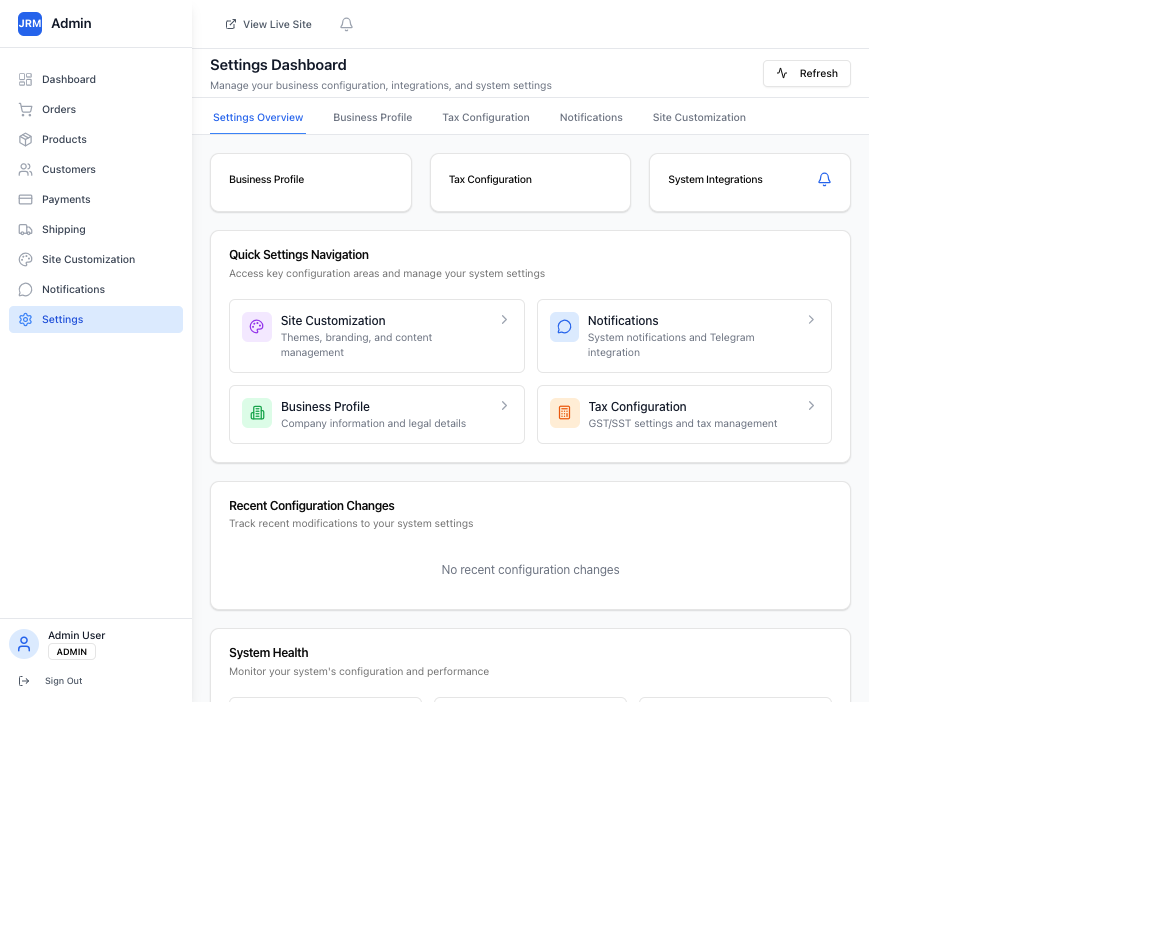 JRM Admin
Dashboard
Orders
Products
Customers
Payments
Shipping
Site Customization
Notifications
Settings
Admin User
ADMIN
Sign Out
View Live Site
Settings Dashboard
Manage your business configuration, integrations, and system settings
Refresh
Settings Overview Business Profile Tax Configuration Notifications Site Customization
Business Profile
Tax Configuration
System Integrations
Quick Settings Navigation
Access key configuration areas and manage your system settings
Site Customization
Themes, branding, and content
management
Notifications
System notifications and Telegram
integration
Business Profile
Company information and legal details
Tax Configuration
GST/SST settings and tax management
Recent Configuration Changes
Track recent modifications to your system settings
No recent configuration changes
System Health
Monitor your system's configuration and performance